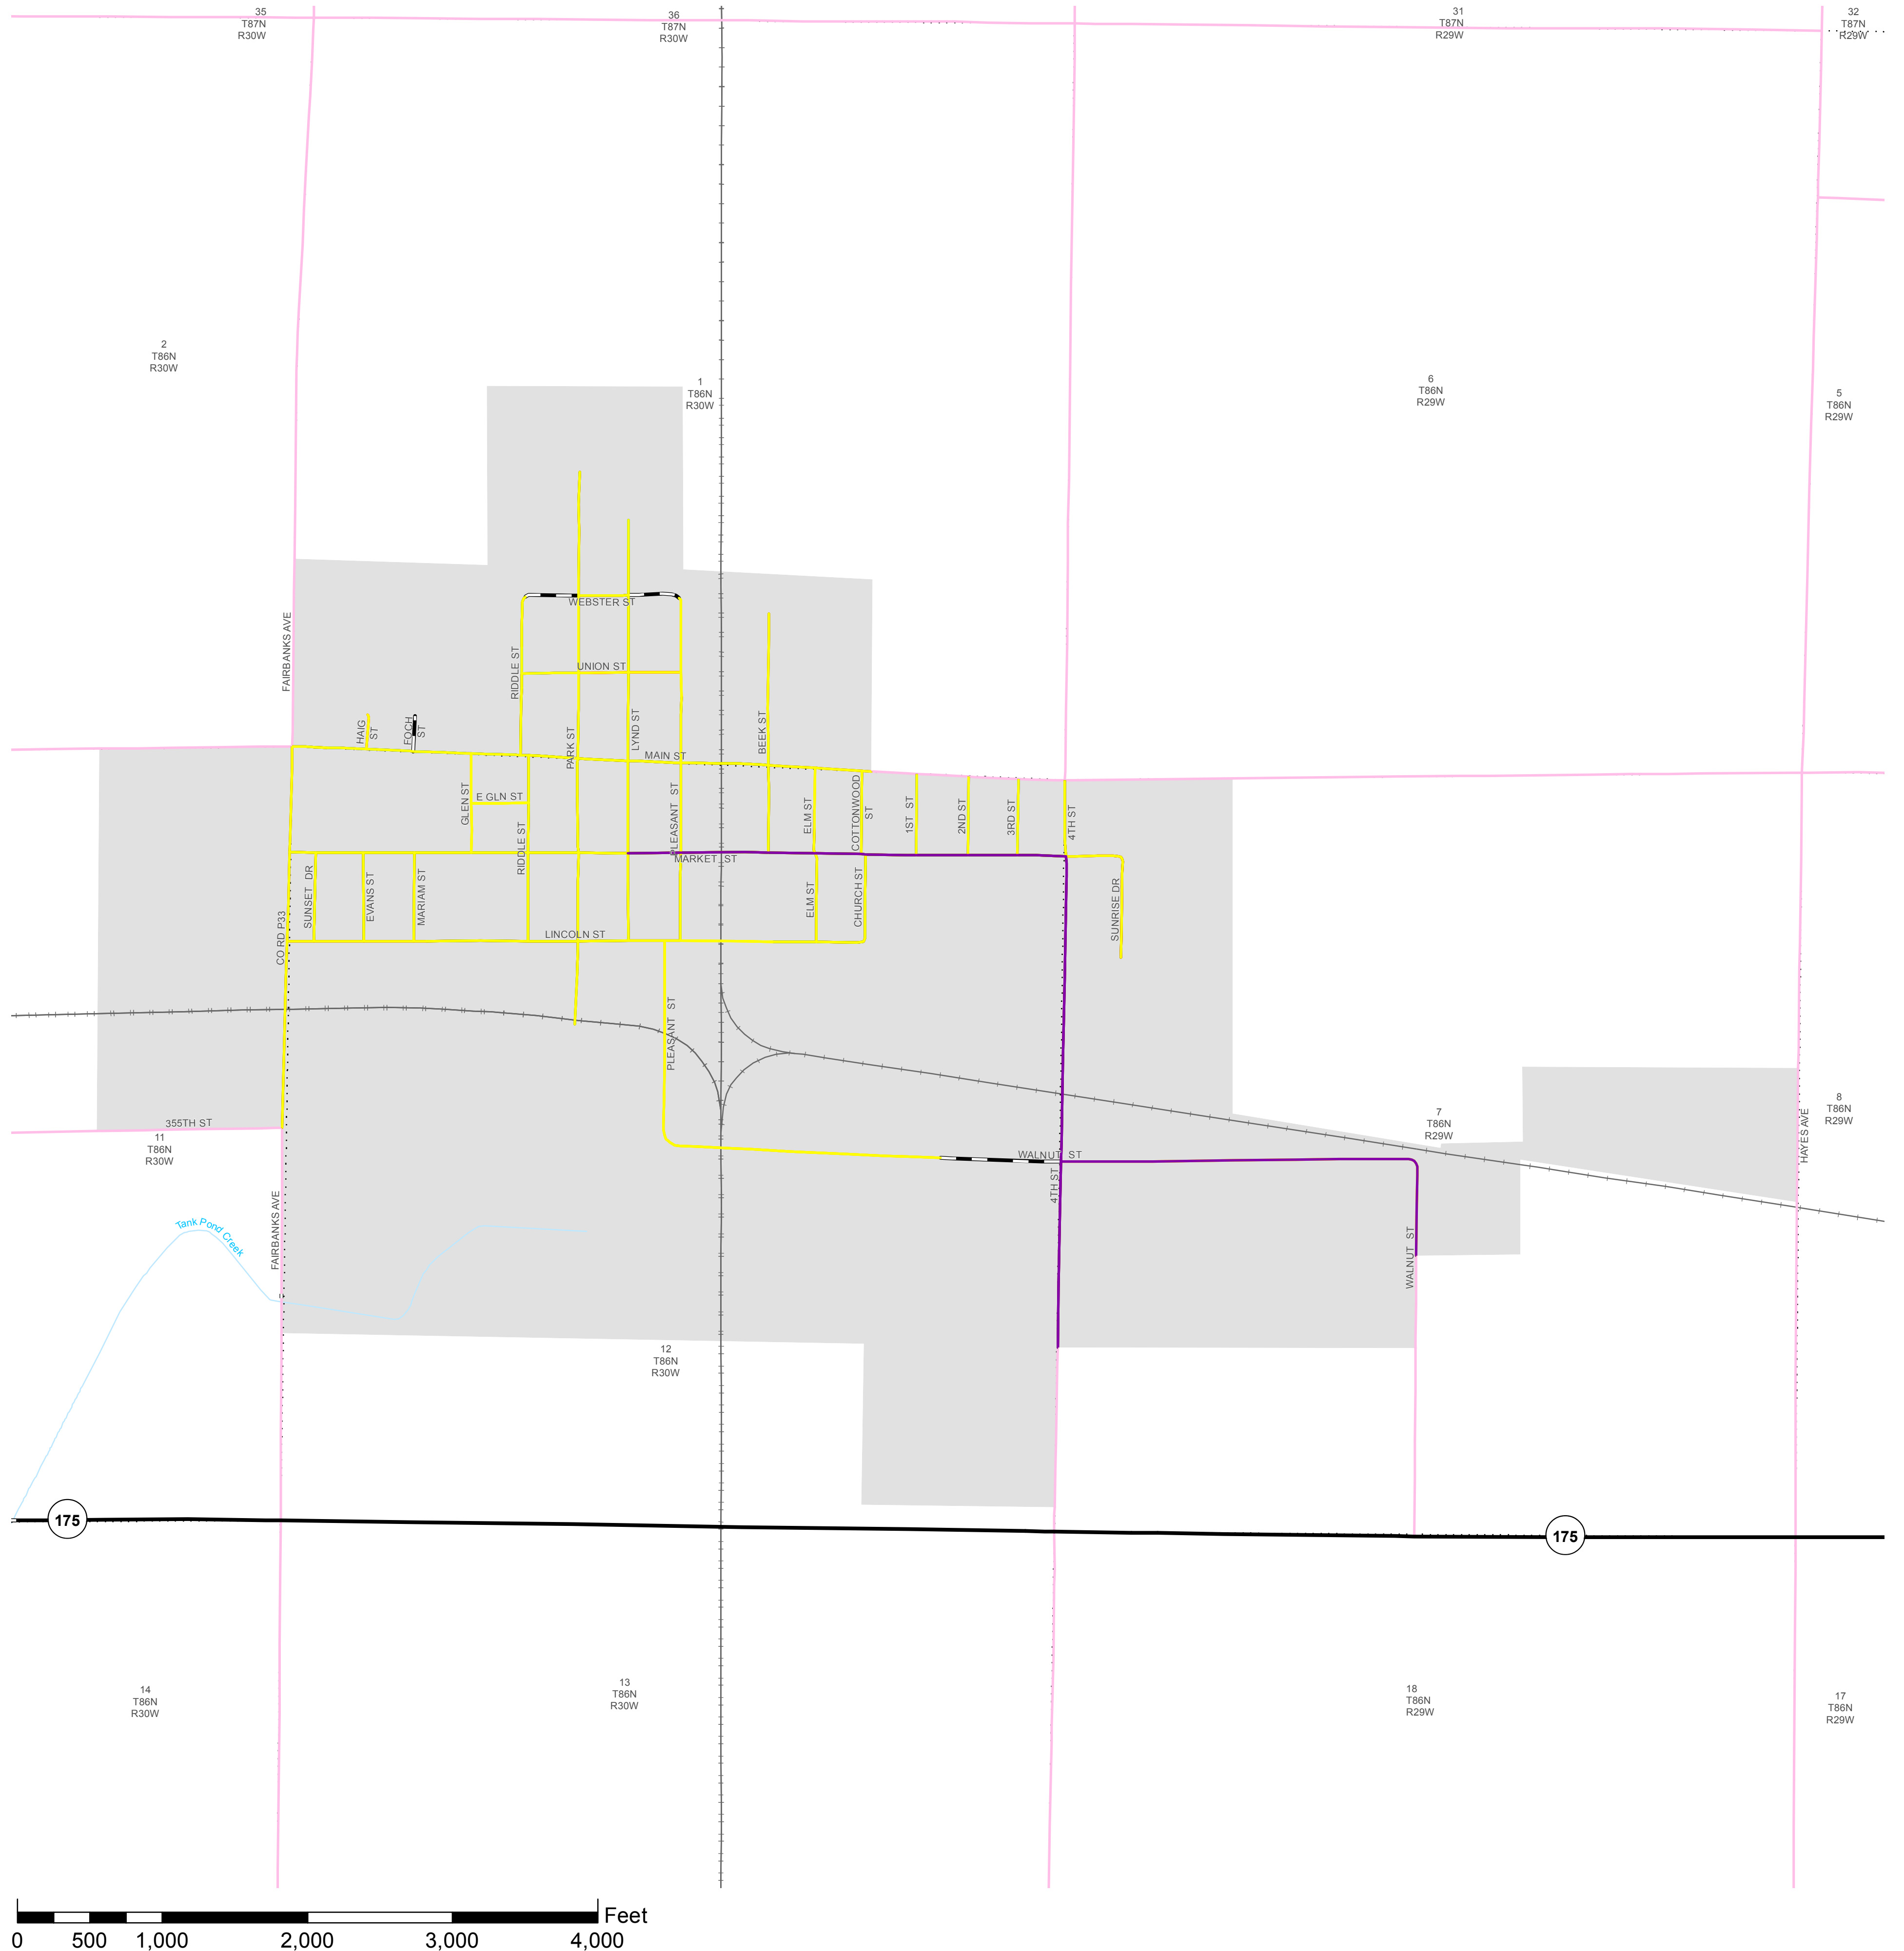 35
T87N
R30W
36
T87N
R30W
31
T87N
R29W
32
T87N
R29W
2
T86N
R30W
1
T86N
R30W
6
T86N
R29W
5
T86N
R29W
FAIRBANKS AVE
WEBSTER ST
RIDDLE ST
UNION ST
HAIG
ST
FOCH
ST
PARK ST
LYND ST
BEEK ST
MAIN ST
GLEN ST
E GLN ST
RIDDLE ST
PLEASANT ST
ELM ST
COTTONWOOD
ST
1ST ST
2ND ST
3RD ST
4TH ST
MARKET ST
SUNSET DR
EVANS ST
MARIAM ST
ELM ST
CHURCH ST
SUNRISE DR
CO RD P33
LINCOLN ST
PLEASANT ST
355TH ST
11
T86N
R30W
7
T86N
R29W
8
T86N
R29W
HAYES AVE
WALNUT ST
4TH ST
FAIRBANKS AVE
Tank Pond Creek
WALNUT ST
12
T86N
R30W
175
175
14
T86N
R30W
13
T86N
R30W
18
T86N
R29W
17
T86N
R29W
Feet
0 500 1,000 2,000 3,000 4,000